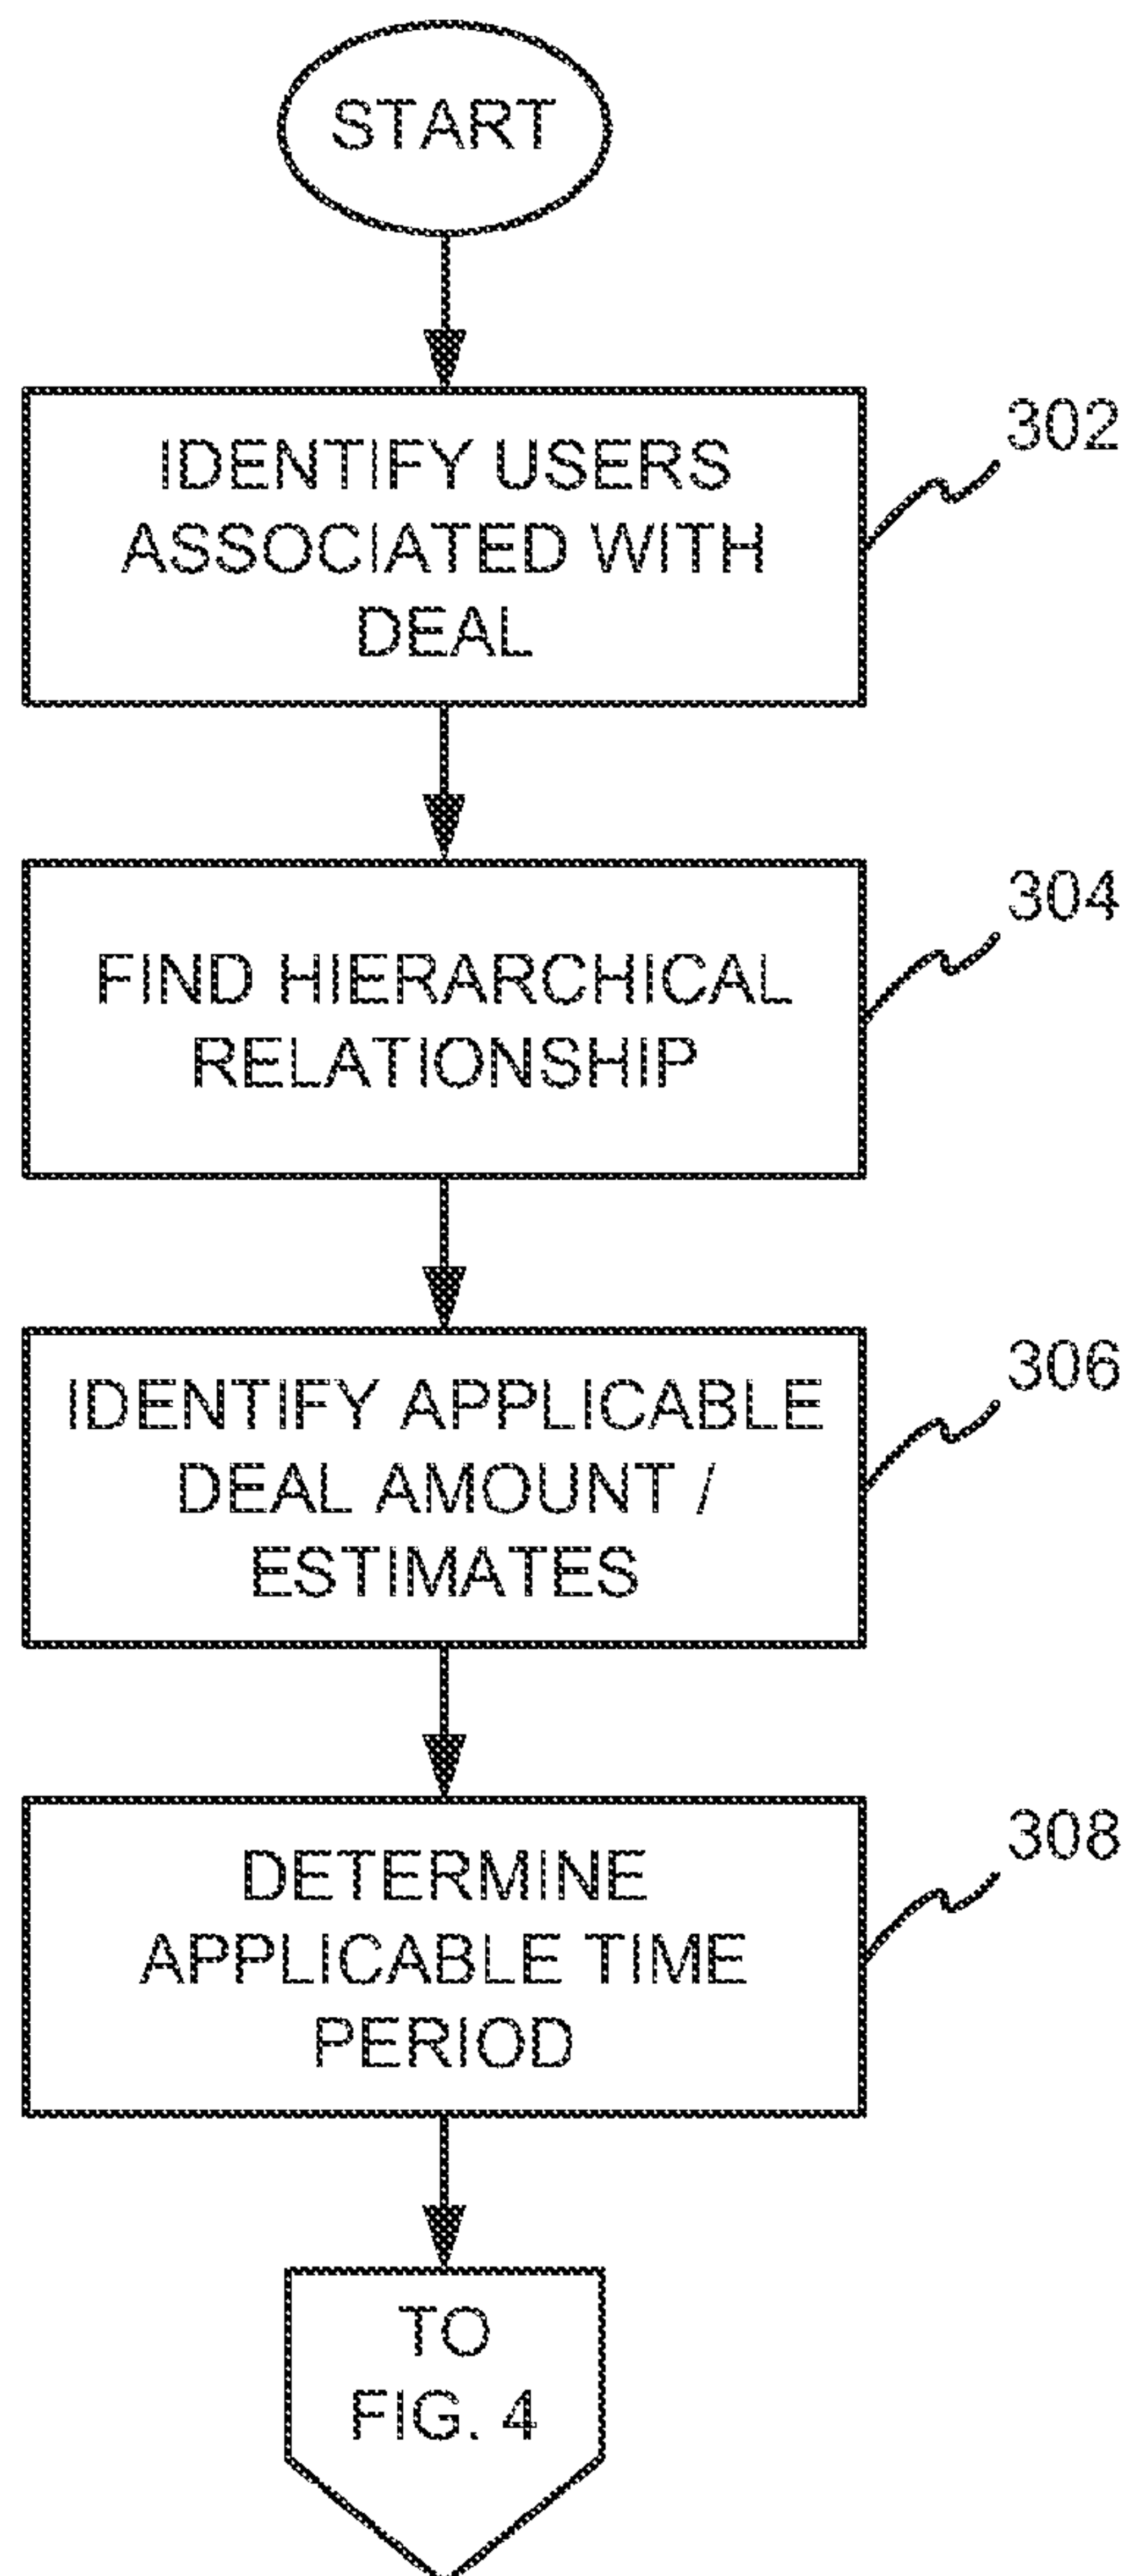 START
302
IDENTIFY USERS
ASSOCIATED WITH
DEAL
304
FIND HIERARCHICAL
RELATIONSHIP
306
IDENTIFY APPLICABLE
DEAL AMOUNT /
ESTIMATES
308
DETERMINE
APPLICABLE TIME
PERIOD
TO
FIG. 4